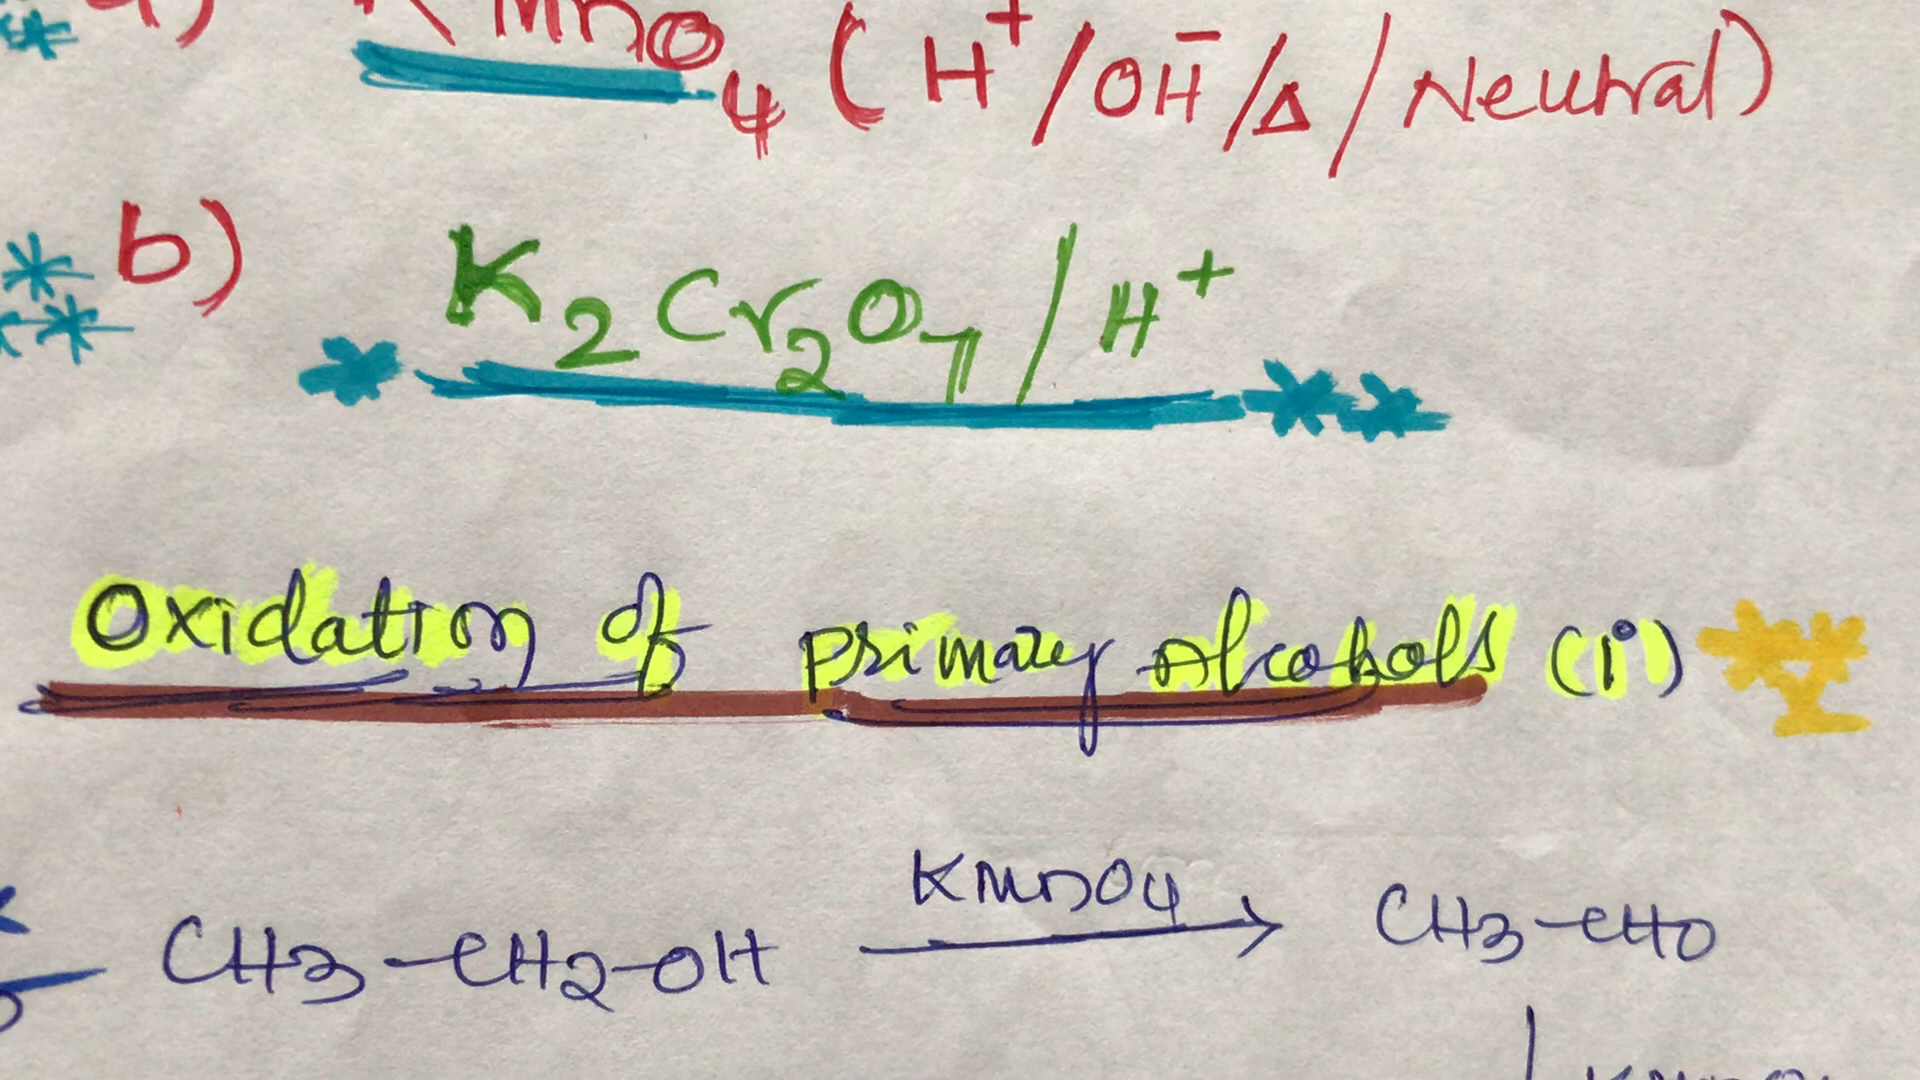 a) KMnO4 (H+/OH-/Δ/Neutral)
b) K2Cr2O7/H+
Oxidation of primary Alcohols (1°)
CH3-CH2-OH KMnO4 → CH3-CHO